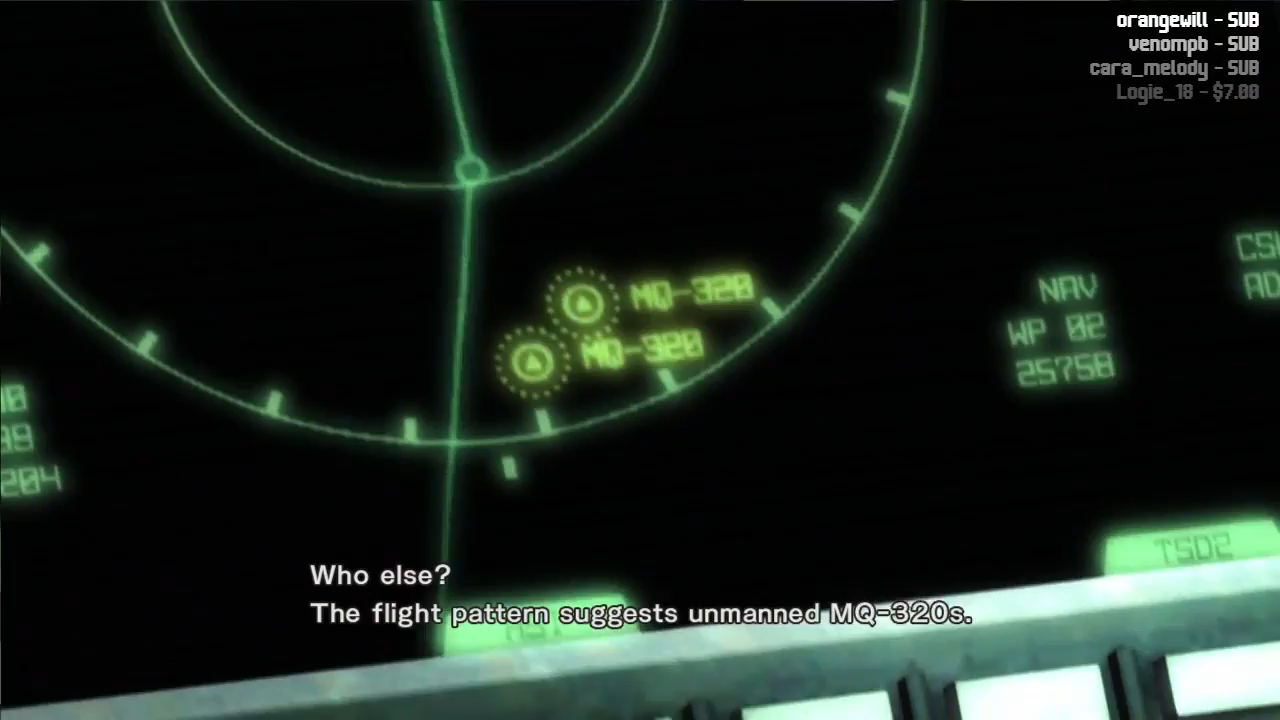 orangewill - SUB
venompb - SUB
cara_melody - SUB
Logie_18 - $7.00
MQ-320
MQ-320
NAV
WP 02
25758
204
TSD2
Who else?
The flight pattern suggests unmanned MQ-320s.